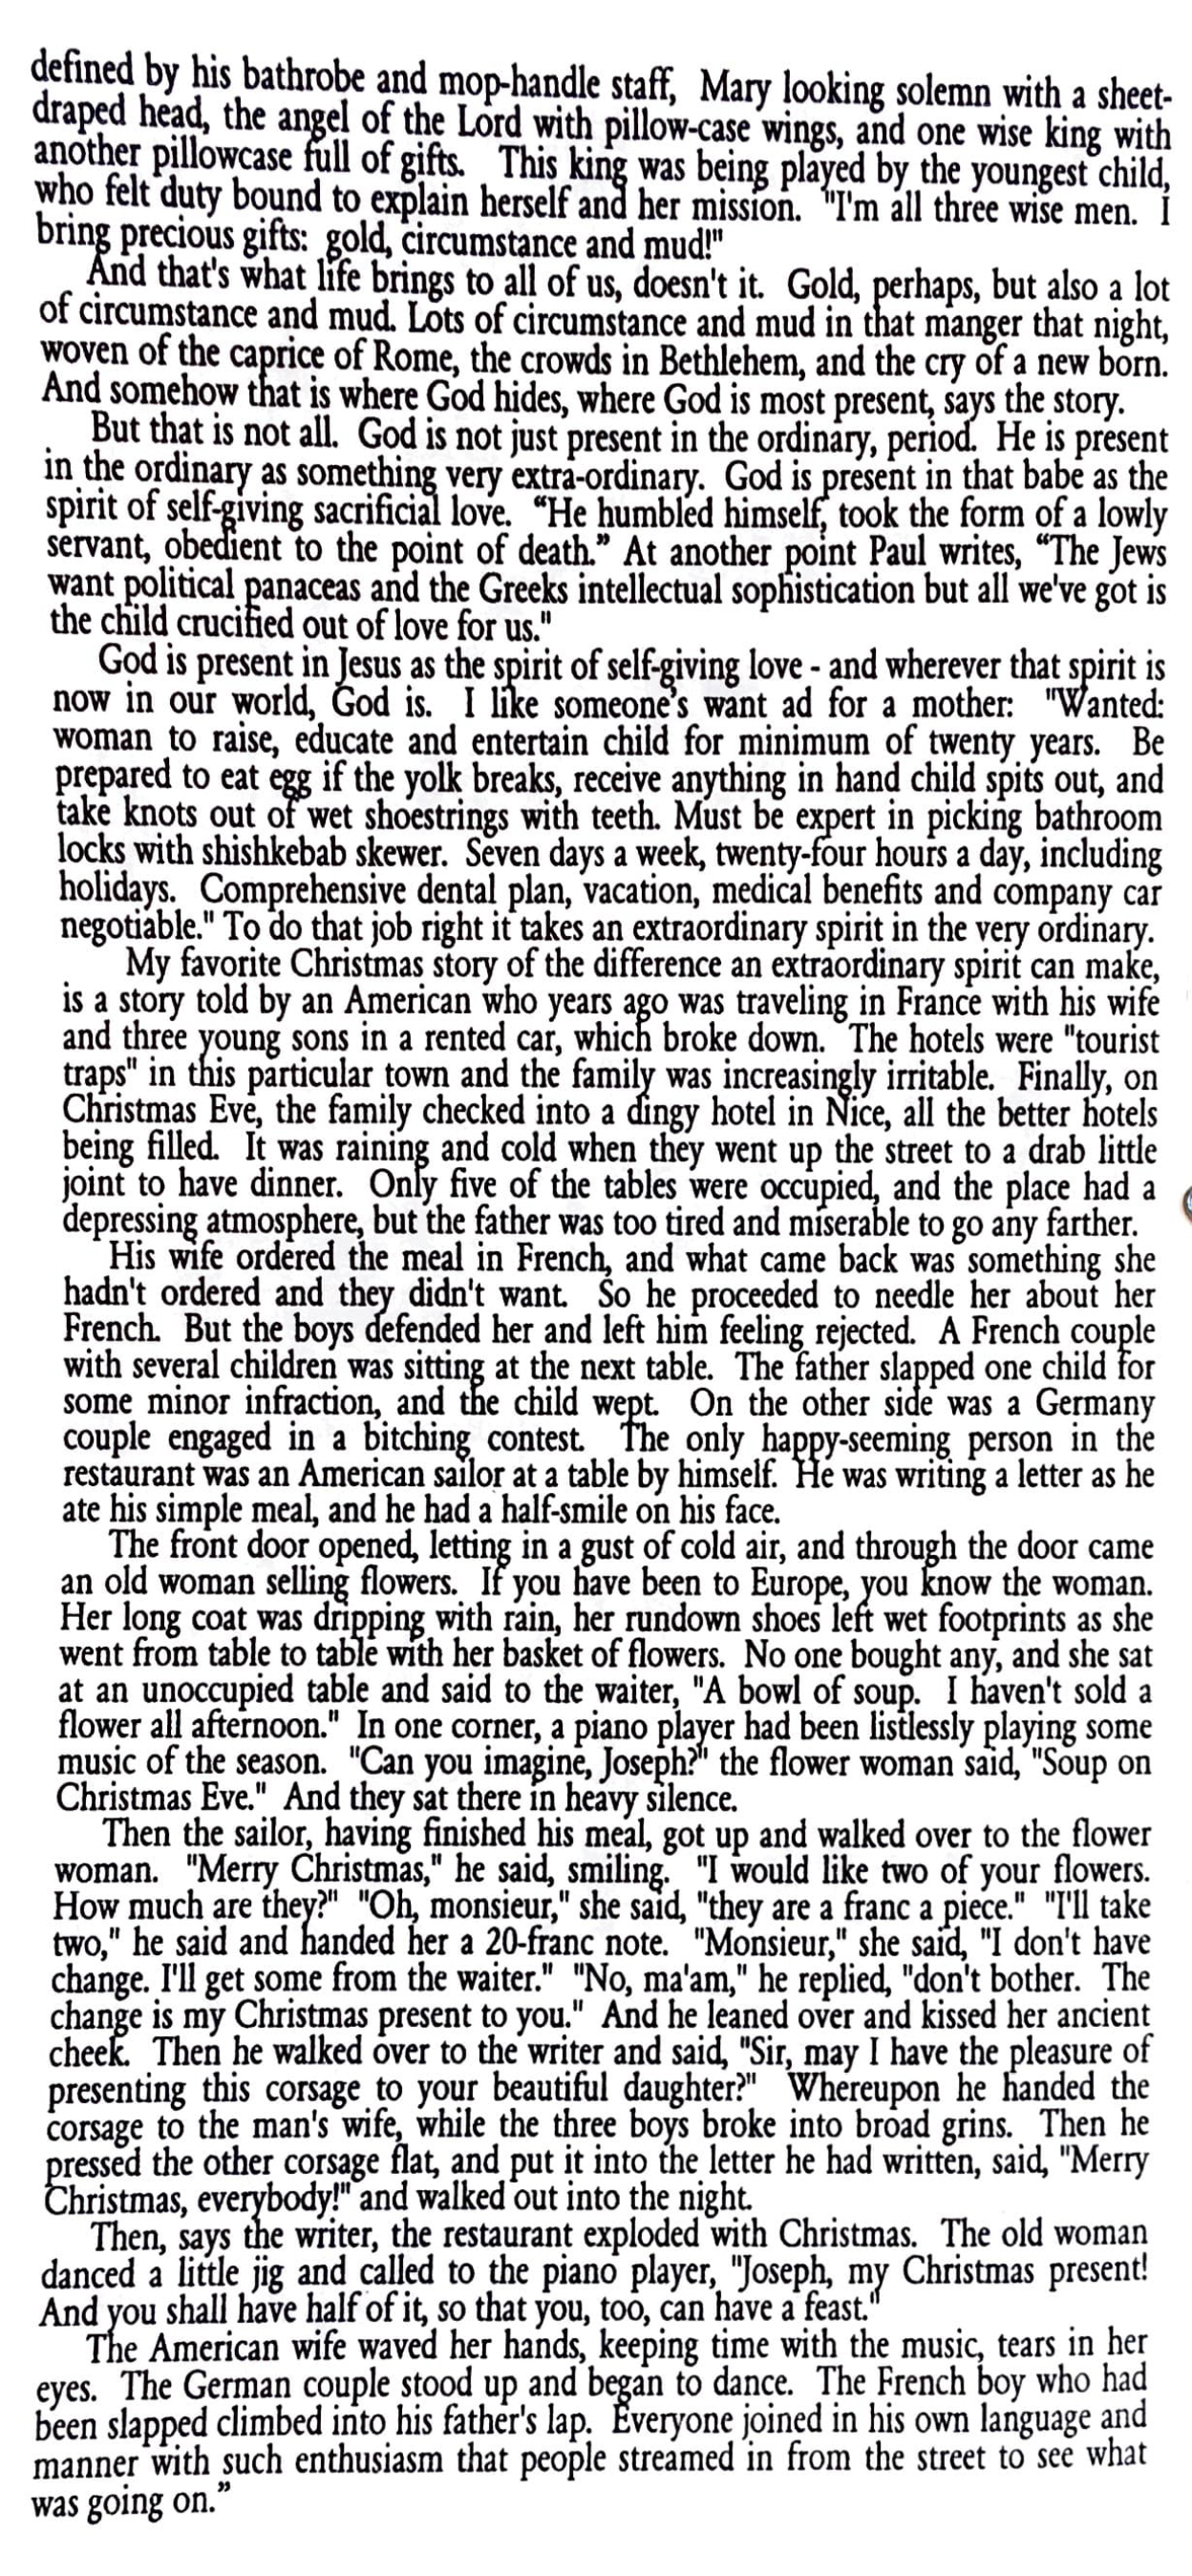 defined by his bathrobe and mop-handle staff,  Mary looking solemn with a sheet-
draped head, the angel of the Lord with pillow-case wings, and one wise king with
another pillowcase full of gifts.  This king was being played by the youngest child,
who felt duty bound to explain herself and her mission.  "I'm all three wise men.  I
bring precious gifts:  gold, circumstance and mud!"
And that's what life brings to all of us, doesn't it.  Gold, perhaps, but also a lot
of circumstance and mud. Lots of circumstance and mud in that manger that night,
woven of the caprice of Rome, the crowds in Bethlehem, and the cry of a new born.
And somehow that is where God hides, where God is most present, says the story.
But that is not all.  God is not just present in the ordinary, period.  He is present
in the ordinary as something very extra-ordinary.  God is present in that babe as the
spirit of self-giving sacrificial love.  “He humbled himself, took the form of a lowly
servant, obedient to the point of death.” At another point Paul writes, “The Jews
want political panaceas and the Greeks intellectual sophistication but all we've got is
the child crucified out of love for us."
God is present in Jesus as the spirit of self-giving love - and wherever that spirit is
now in our world, God is.  I like someone's want ad for a mother:  "Wanted:
woman to raise, educate and entertain child for minimum of twenty years.  Be
prepared to eat egg if the yolk breaks, receive anything in hand child spits out, and
take knots out of wet shoestrings with teeth. Must be expert in picking bathroom
locks with shishkebab skewer.  Seven days a week, twenty-four hours a day, including
holidays.  Comprehensive dental plan, vacation, medical benefits and company car
negotiable." To do that job right it takes an extraordinary spirit in the very ordinary.
My favorite Christmas story of the difference an extraordinary spirit can make,
is a story told by an American who years ago was traveling in France with his wife
and three young sons in a rented car, which broke down.  The hotels were "tourist
traps" in this particular town and the family was increasingly irritable.  Finally, on
Christmas Eve, the family checked into a dingy hotel in Nice, all the better hotels
being filled.  It was raining and cold when they went up the street to a drab little
joint to have dinner.  Only five of the tables were occupied, and the place had a
depressing atmosphere, but the father was too tired and miserable to go any farther.
His wife ordered the meal in French, and what came back was something she
hadn't ordered and they didn't want.  So he proceeded to needle her about her
French.  But the boys defended her and left him feeling rejected.  A French couple
with several children was sitting at the next table.  The father slapped one child for
some minor infraction, and the child wept.  On the other side was a Germany
couple engaged in a bitching contest.  The only happy-seeming person in the
restaurant was an American sailor at a table by himself.  He was writing a letter as he
ate his simple meal, and he had a half-smile on his face.
The front door opened, letting in a gust of cold air, and through the door came
an old woman selling flowers.  If you have been to Europe, you know the woman.
Her long coat was dripping with rain, her rundown shoes left wet footprints as she
went from table to table with her basket of flowers.  No one bought any, and she sat
at an unoccupied table and said to the waiter, "A bowl of soup.  I haven't sold a
flower all afternoon."  In one corner, a piano player had been listlessly playing some
music of the season.  "Can you imagine, Joseph?" the flower woman said, "Soup on
Christmas Eve."  And they sat there in heavy silence.
Then the sailor, having finished his meal, got up and walked over to the flower
woman.  "Merry Christmas," he said, smiling.  "I would like two of your flowers.
How much are they?"  "Oh, monsieur," she said, "they are a franc a piece."  "I'll take
two," he said and handed her a 20-franc note.  "Monsieur," she said, "I don't have
change. I'll get some from the waiter."  "No, ma'am," he replied, "don't bother.  The
change is my Christmas present to you."  And he leaned over and kissed her ancient
cheek.  Then he walked over to the writer and said, "Sir, may I have the pleasure of
presenting this corsage to your beautiful daughter?"  Whereupon he handed the
corsage to the man's wife, while the three boys broke into broad grins.  Then he
pressed the other corsage flat, and put it into the letter he had written, said, "Merry
Christmas, everybody!" and walked out into the night.
Then, says the writer, the restaurant exploded with Christmas.  The old woman
danced a little jig and called to the piano player, "Joseph, my Christmas present!
And you shall have half of it, so that you, too, can have a feast."
The American wife waved her hands, keeping time with the music, tears in her
eyes.  The German couple stood up and began to dance.  The French boy who had
been slapped climbed into his father's lap.  Everyone joined in his own language and
manner with such enthusiasm that people streamed in from the street to see what
was going on.”